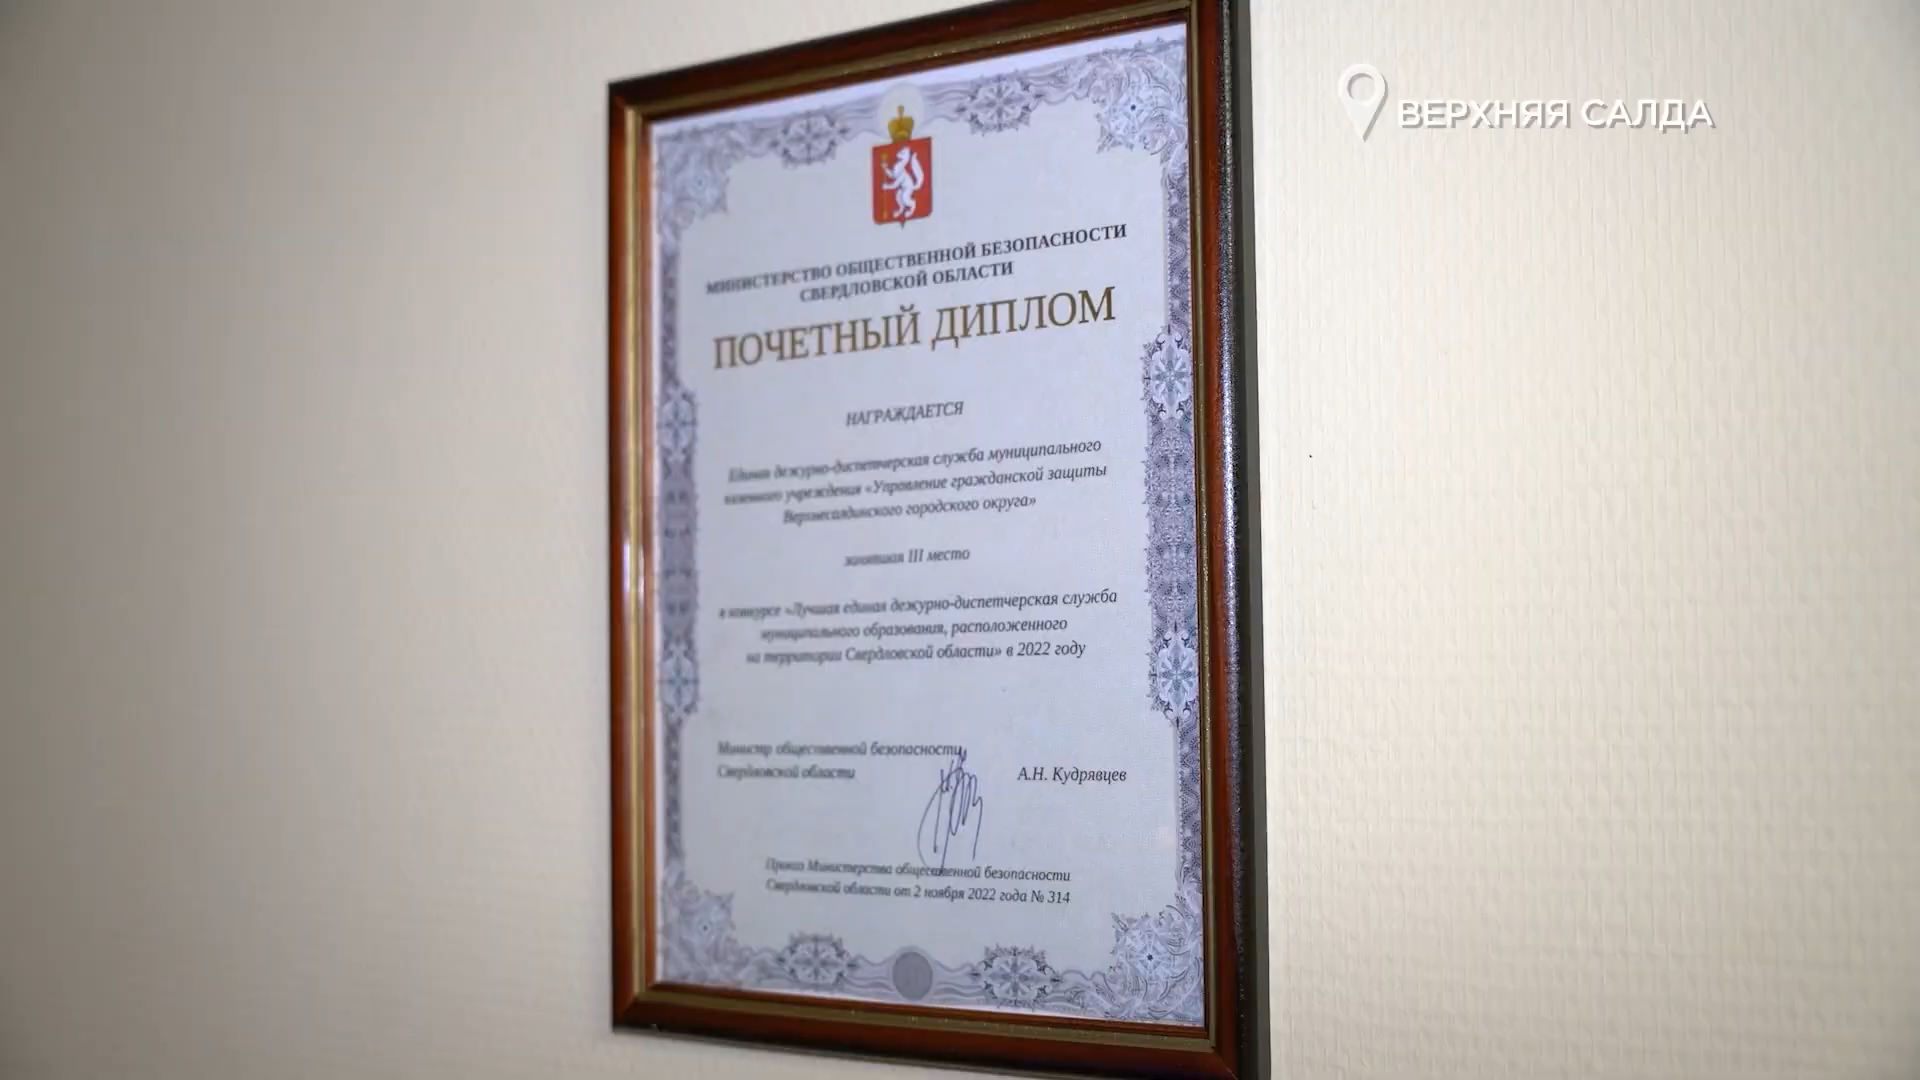 ВЕРХНЯЯ САЛДА
МИНИСТЕРСТВО ОБЩЕСТВЕННОЙ БЕЗОПАСНОСТИ
СВЕРДЛОВСКОЙ ОБЛАСТИ
ПОЧЕТНЫЙ ДИПЛОМ
НАГРАЖДАЕТСЯ
Единая дежурно-диспетчерская служба муниципального
казенного учреждения «Управление гражданской защиты
Верхнесалдинского городского округа»
занявшая III место
в конкурсе «Лучшая единая дежурно-диспетчерская служба
муниципального образования, расположенного
на территории Свердловской области» в 2022 году
Министр общественной безопасности
Свердловской области
А.Н. Кудрявцев
Приказ Министерства общественной безопасности
Свердловской области от 2 ноября 2022 года № 314